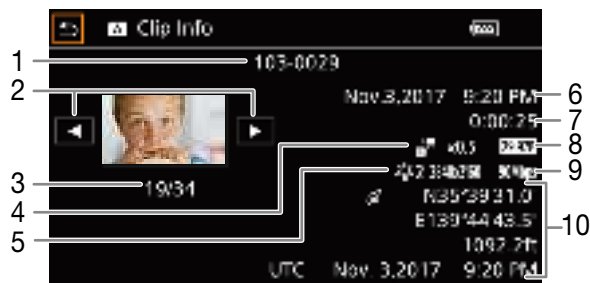 A Clip Info
1 103-0029
2 Nov.3,2017 9:20 PM 6
0:00:25 7
x0.5 8
3 19/34
4
9
5 N35°39'31.0"
E139°44'43.5" 10
1092.2ft
UTC Nov. 3,2017 9:20 PM